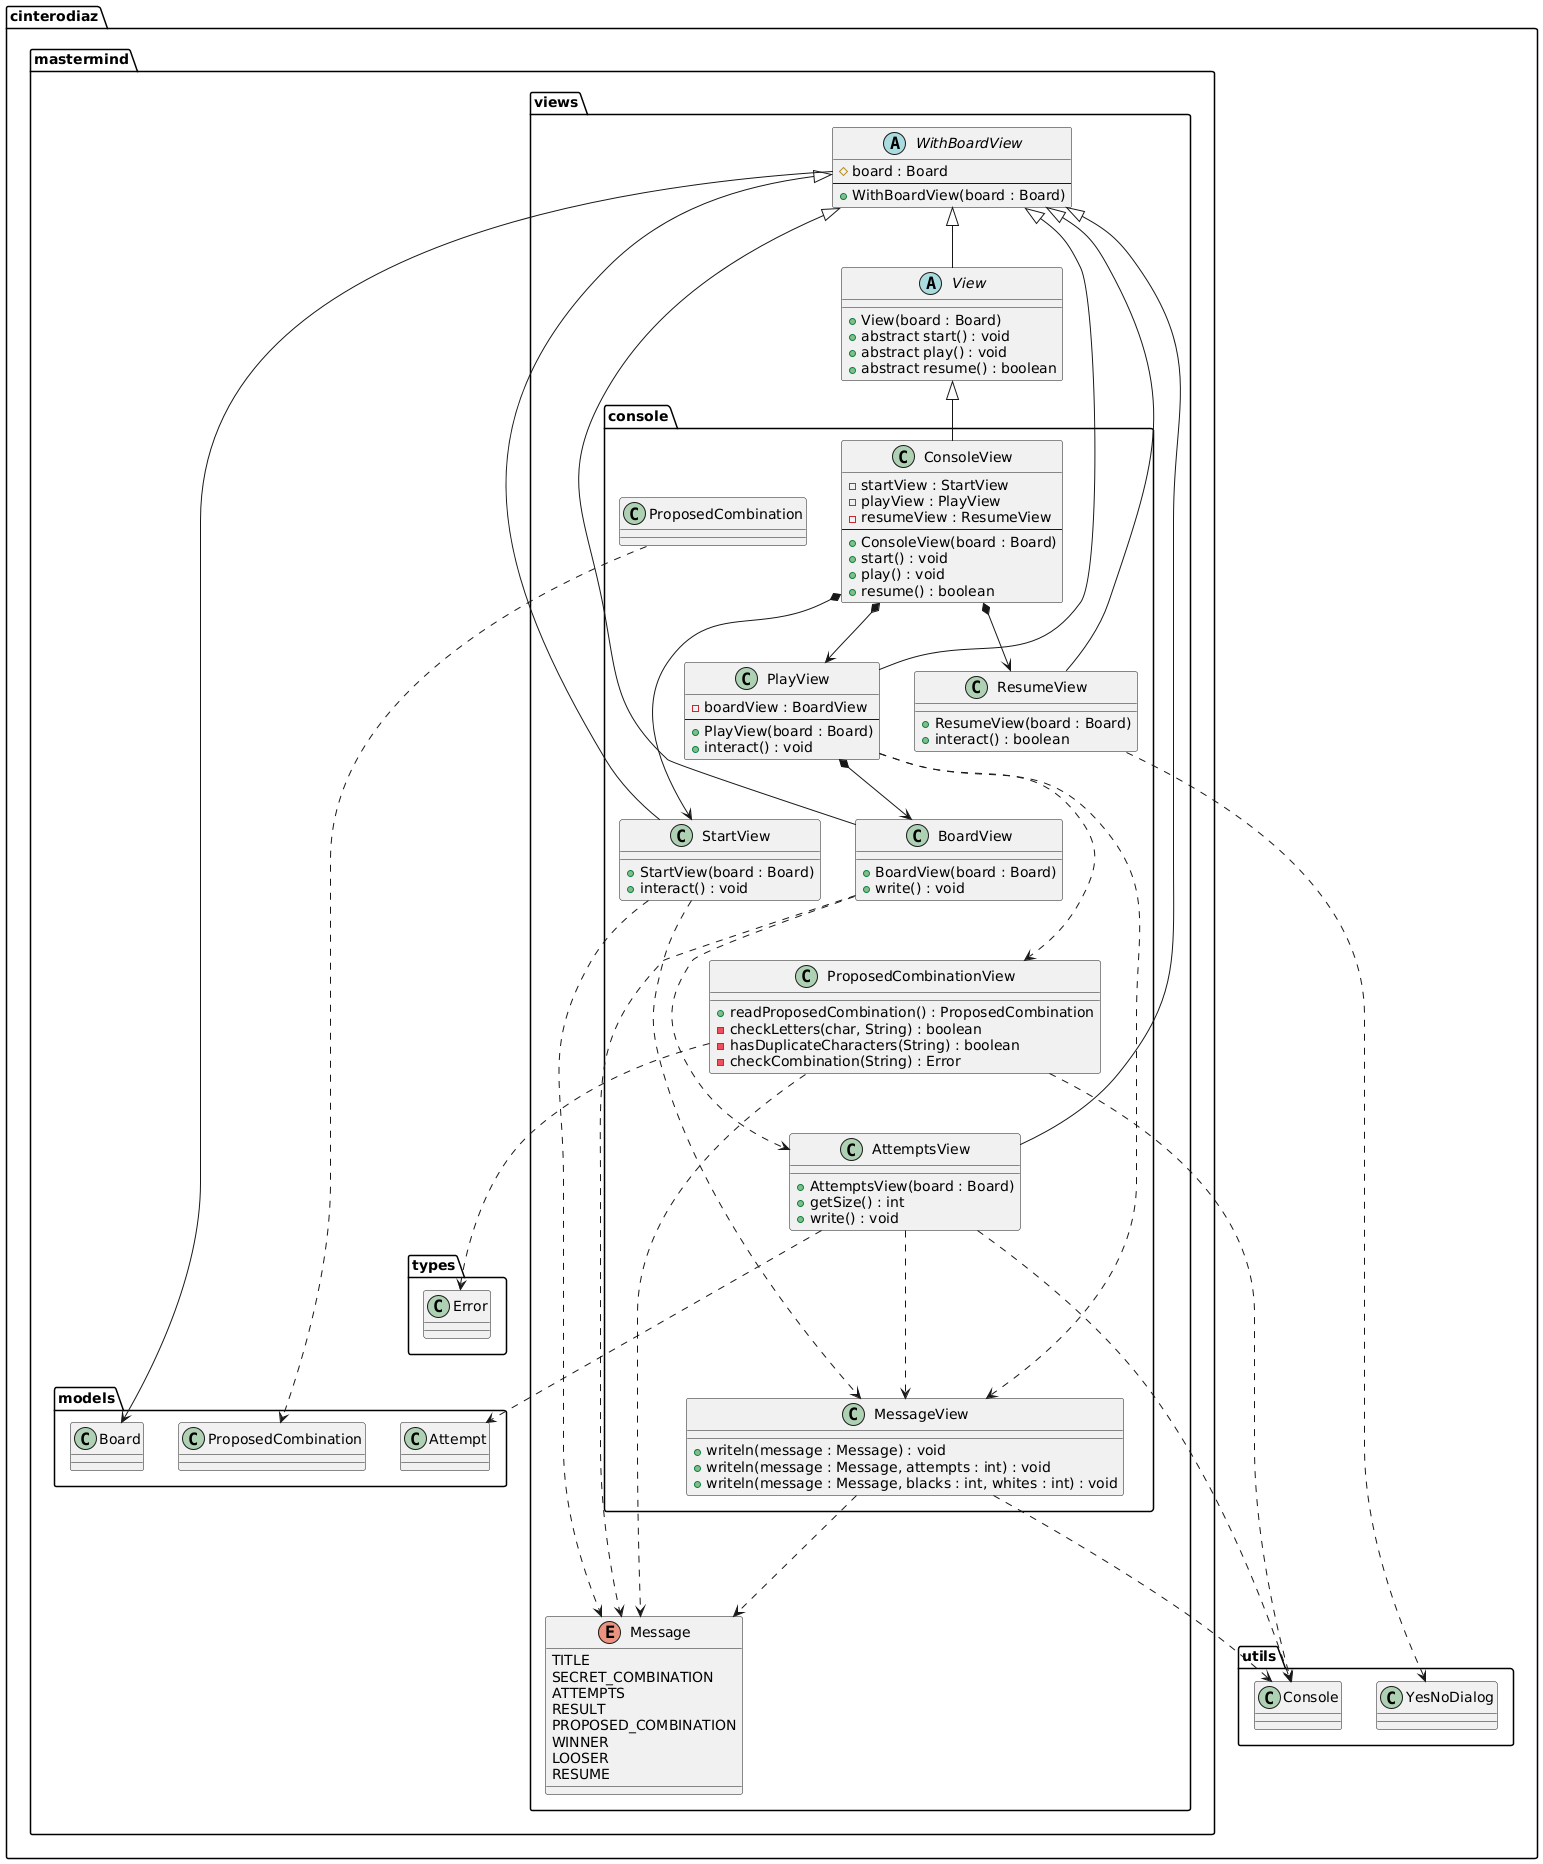 cinterodiaz
mastermind
views
A WithBoardView
board : Board
WithBoardView(board : Board)
A View
View(board : Board)
abstract start() : void
abstract play() : void
abstract resume() : boolean
console
C ConsoleView
startView : StartView
playView : PlayView
resumeView : ResumeView
ConsoleView(board : Board)
start() : void
play() : void
resume() : boolean
C ProposedCombination
C PlayView
boardView : BoardView
PlayView(board : Board)
interact() : void
C ResumeView
ResumeView(board : Board)
interact() : boolean
C StartView
StartView(board : Board)
interact() : void
C BoardView
BoardView(board : Board)
write() : void
C ProposedCombinationView
readProposedCombination() : ProposedCombination
checkLetters(char, String) : boolean
hasDuplicateCharacters(String) : boolean
checkCombination(String) : Error
C AttemptsView
AttemptsView(board : Board)
getSize() : int
write() : void
types
C Error
models
C Board
C ProposedCombination
C Attempt
C MessageView
writeln(message : Message) : void
writeln(message : Message, attempts : int) : void
writeln(message : Message, blacks : int, whites : int) : void
E Message
TITLE
SECRET_COMBINATION
ATTEMPTS
RESULT
PROPOSED_COMBINATION
WINNER
LOOSER
RESUME
utils
C Console
C YesNoDialog